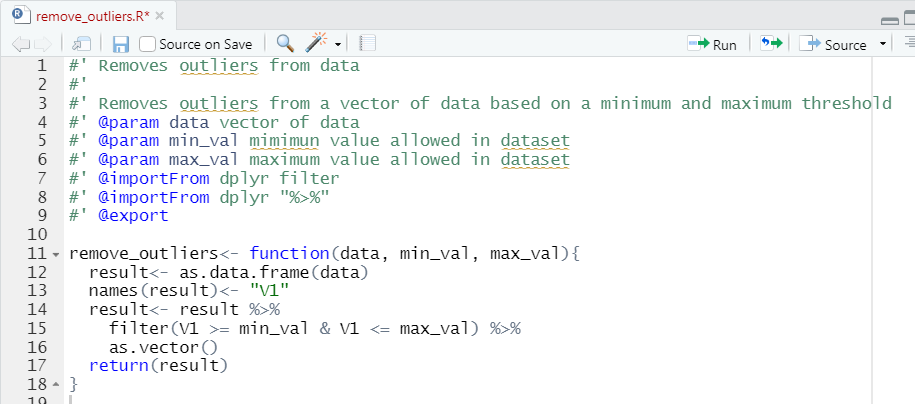 remove_outliers.R*
Source on Save
Run
Source
1 #' Removes outliers from data
2 #'
3 #' Removes outliers from a vector of data based on a minimum and maximum threshold
4 #' @param data vector of data
5 #' @param min_val mimimun value allowed in dataset
6 #' @param max_val maximum value allowed in dataset
7 #' @importFrom dplyr filter
8 #' @importFrom dplyr "%>%"
9 #' @export
10
11 remove_outliers<- function(data, min_val, max_val){
12   result<- as.data.frame(data)
13   names(result)<- "V1"
14   result<- result %>%
15     filter(V1 >= min_val & V1 <= max_val) %>%
16     as.vector()
17   return(result)
18 }
19